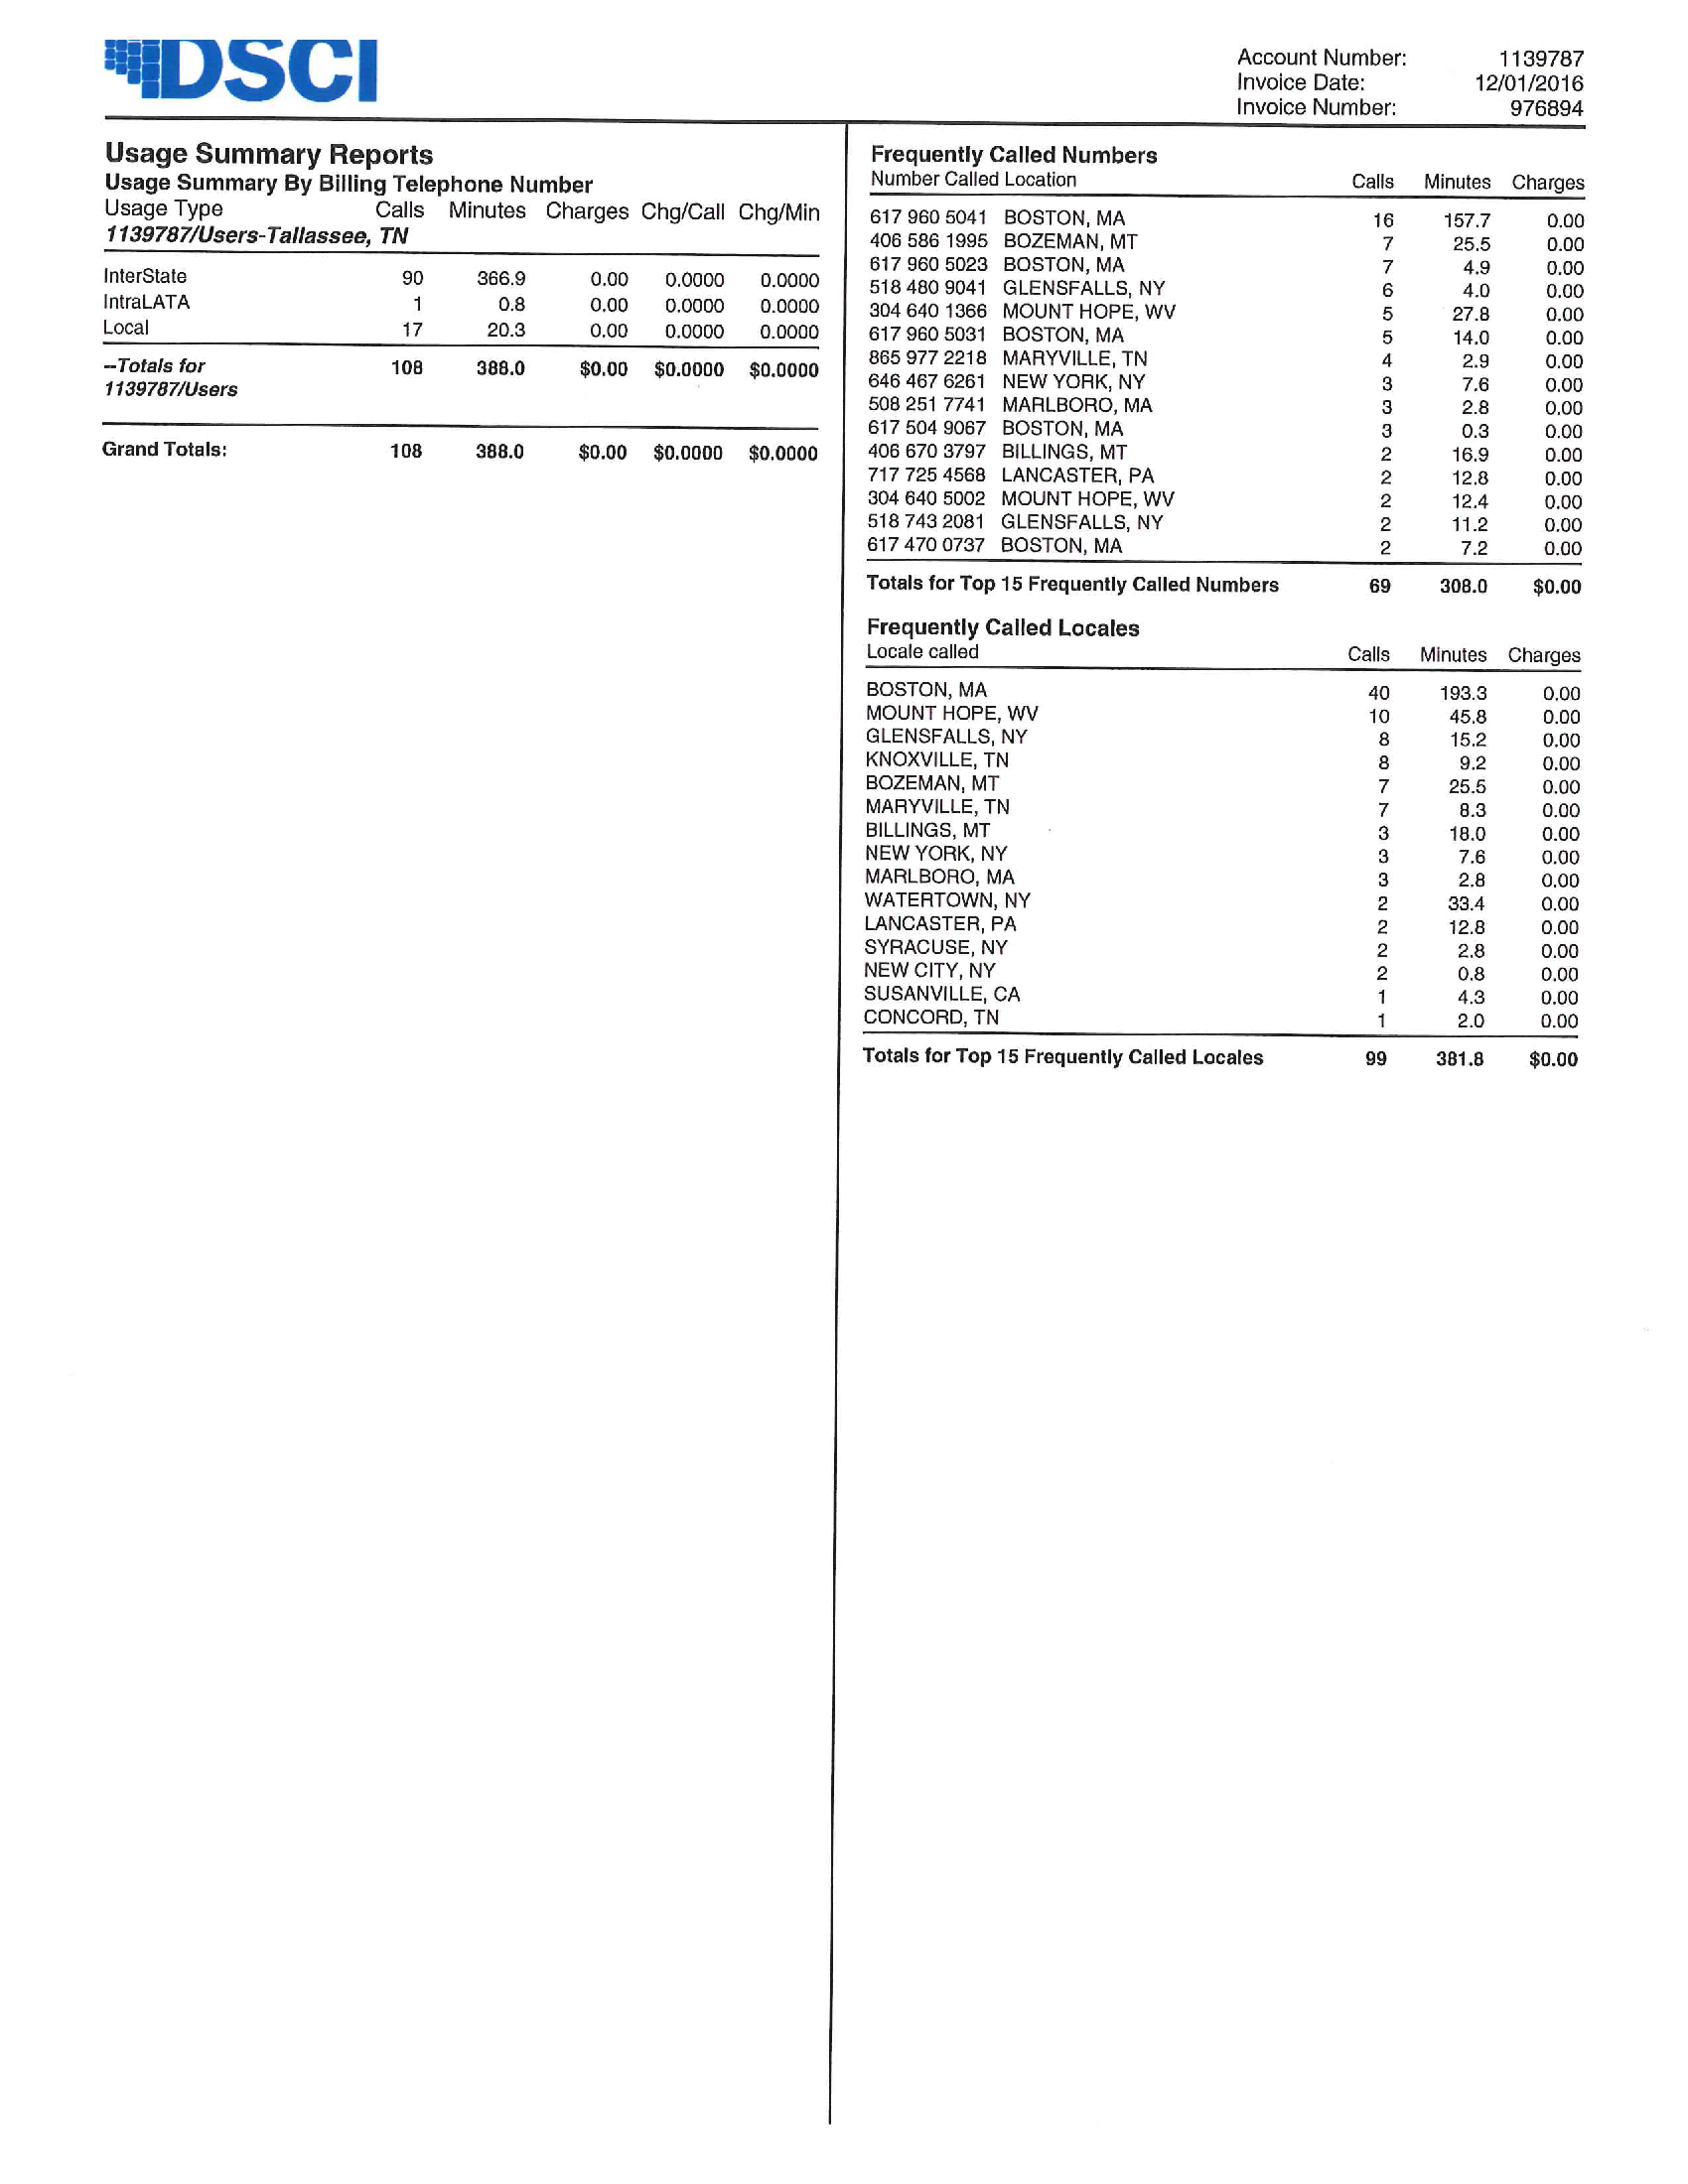 DSCI
Account Number: 1139787
Invoice Date: 12/01/2016
Invoice Number: 976894
Usage Summary Reports
Usage Summary By Billing Telephone Number
Usage Type Calls Minutes Charges Chg/Call Chg/Min
1139787/Users-Tallassee, TN
InterState 90 366.9 0.00 0.0000 0.0000
IntraLATA 1 0.8 0.00 0.0000 0.0000
Local 17 20.3 0.00 0.0000 0.0000
--Totals for 108 388.0 $0.00 $0.0000 $0.0000
1139787/Users
Grand Totals: 108 388.0 $0.00 $0.0000 $0.0000
Frequently Called Numbers
Number Called Location Calls Minutes Charges
617 960 5041 BOSTON, MA 16 157.7 0.00
406 586 1995 BOZEMAN, MT 7 25.5 0.00
617 960 5023 BOSTON, MA 7 4.9 0.00
518 480 9041 GLENSFALLS, NY 6 4.0 0.00
304 640 1366 MOUNT HOPE, WV 5 27.8 0.00
617 960 5031 BOSTON, MA 5 14.0 0.00
865 977 2218 MARYVILLE, TN 4 2.9 0.00
646 467 6261 NEW YORK, NY 3 7.6 0.00
508 251 7741 MARLBORO, MA 3 2.8 0.00
617 504 9067 BOSTON, MA 3 0.3 0.00
406 670 3797 BILLINGS, MT 2 16.9 0.00
717 725 4568 LANCASTER, PA 2 12.8 0.00
304 640 5002 MOUNT HOPE, WV 2 12.4 0.00
518 743 2081 GLENSFALLS, NY 2 11.2 0.00
617 470 0737 BOSTON, MA 2 7.2 0.00
Totals for Top 15 Frequently Called Numbers 69 308.0 $0.00
Frequently Called Locales
Locale called Calls Minutes Charges
BOSTON, MA 40 193.3 0.00
MOUNT HOPE, WV 10 45.8 0.00
GLENSFALLS, NY 8 15.2 0.00
KNOXVILLE, TN 8 9.2 0.00
BOZEMAN, MT 7 25.5 0.00
MARYVILLE, TN 7 8.3 0.00
BILLINGS, MT 3 18.0 0.00
NEW YORK, NY 3 7.6 0.00
MARLBORO, MA 3 2.8 0.00
WATERTOWN, NY 2 33.4 0.00
LANCASTER, PA 2 12.8 0.00
SYRACUSE, NY 2 2.8 0.00
NEW CITY, NY 2 0.8 0.00
SUSANVILLE, CA 1 4.3 0.00
CONCORD, TN 1 2.0 0.00
Totals for Top 15 Frequently Called Locales 99 381.8 $0.00